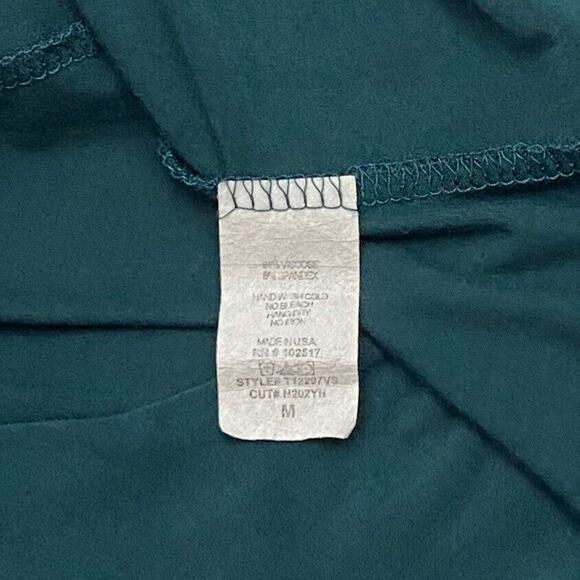 VISCOSE
6% SPANDEX
HAND WASH COLD
NO BLEACH
HANG DRY
NO IRON
MADE IN U.S.A.
RN # 102517
STYLE# T12297VS
CUT# H202YH
M